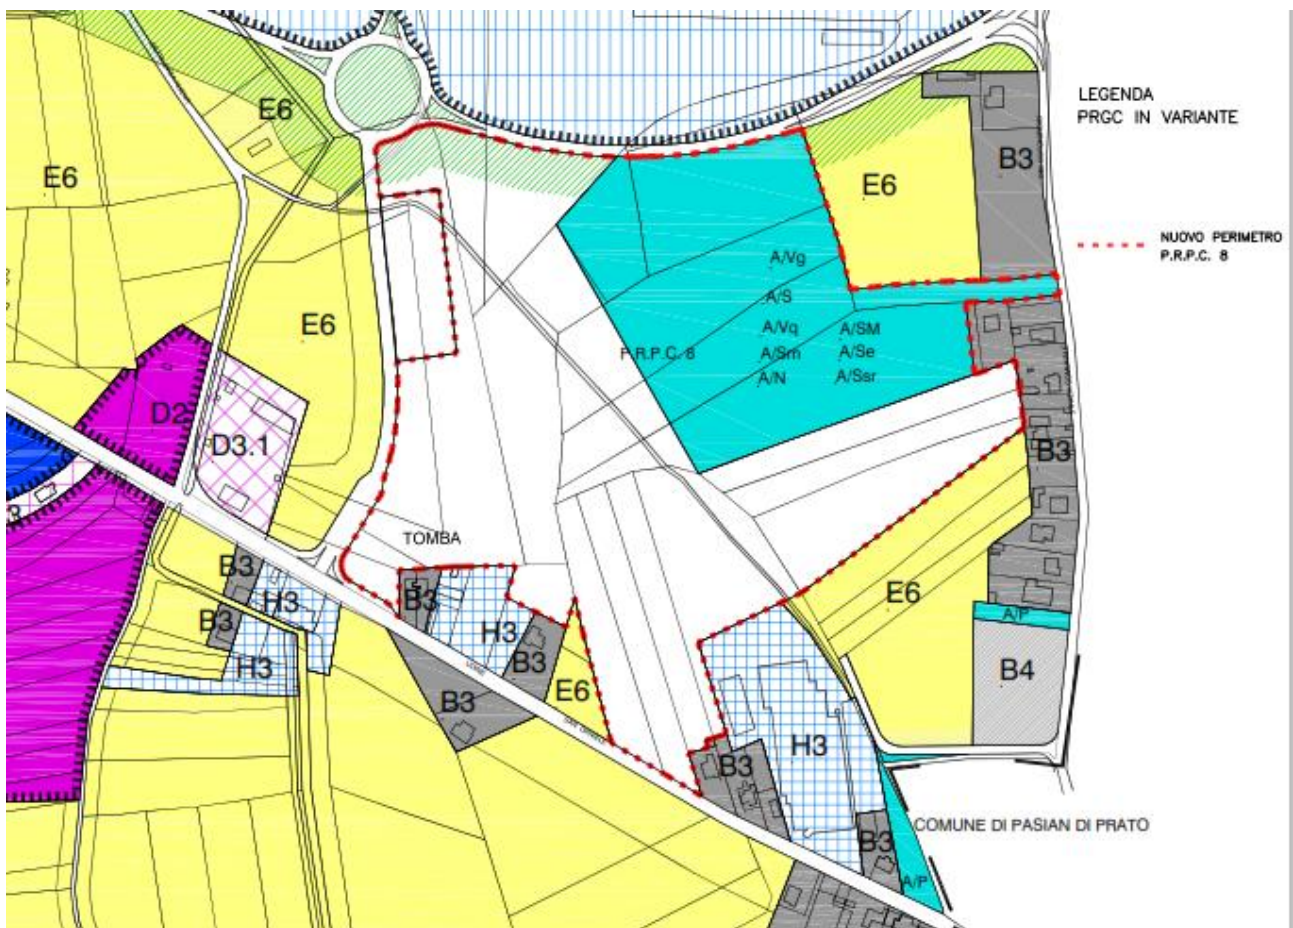 LEGENDA
PRGC IN VARIANTE
NUOVO PERIMETRO
P.R.P.C. 8
E6
E6
E6
B3
E6
A/Vg
A/S
A/Vq
A/SM
P.R.P.C. 8
A/Sm
A/Se
A/N
A/Ssr
D2
D3.1
B3
TOMBA
B3
H3
B3
B3
H3
B3
H3
B3
E6
A/P
B4
E6
B3
H3
B3
COMUNE DI PASIAN DI PRATO
B3
A/P